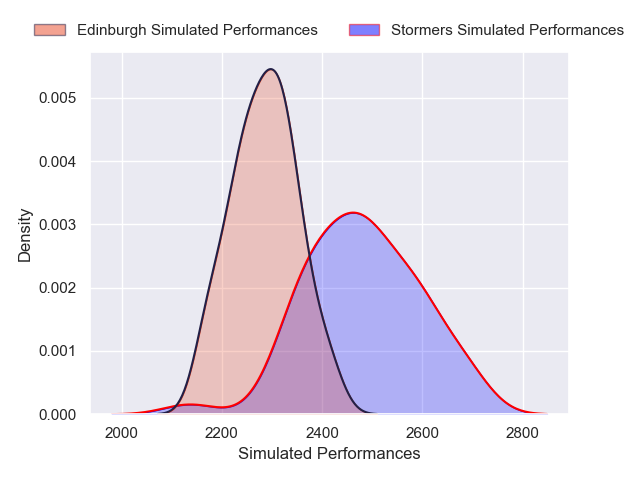 Edinburgh Simulated Performances Stormers Simulated Performances
0.005
0.004
0.003
0.002
0.001
0.000
Density
2000 2200 2400 2600 2800
Simulated Performances